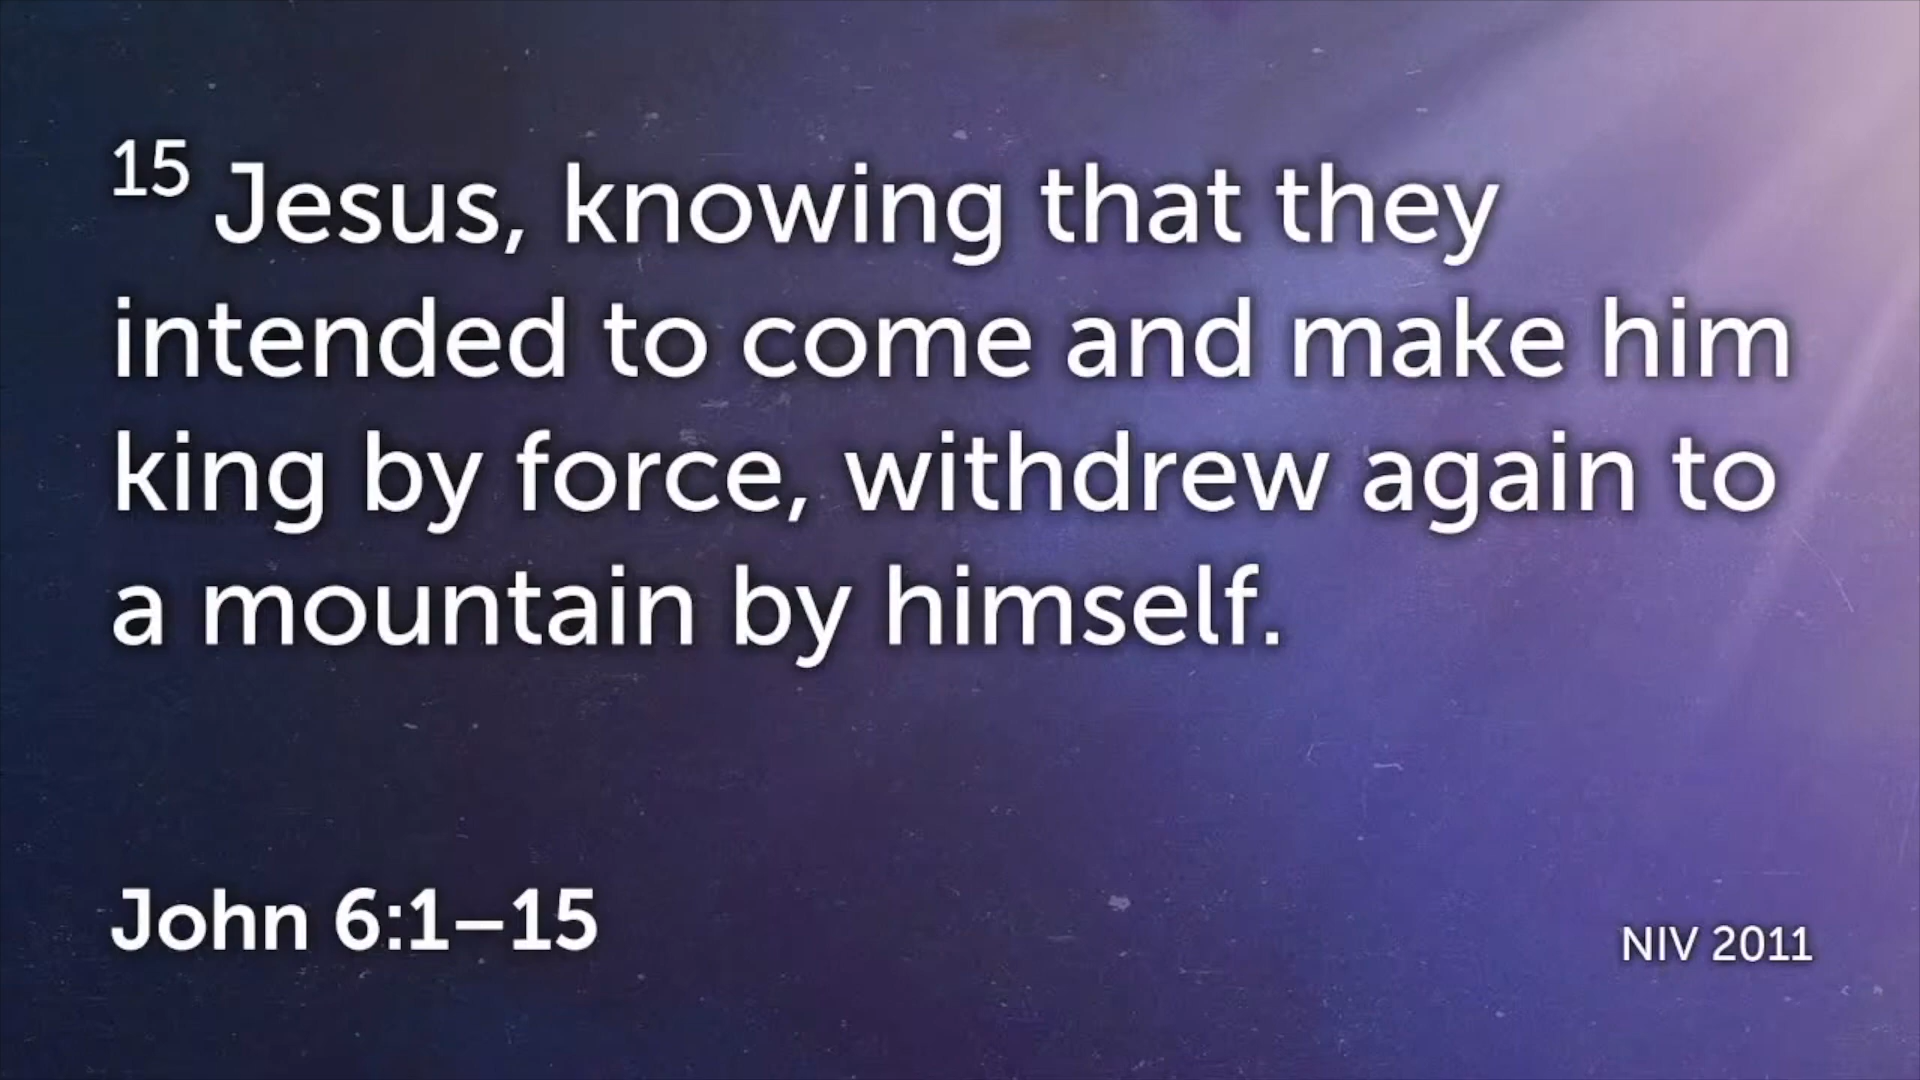 15 Jesus, knowing that they
intended to come and make him
king by force, withdrew again to
a mountain by himself.
John 6:1–15
NIV 2011